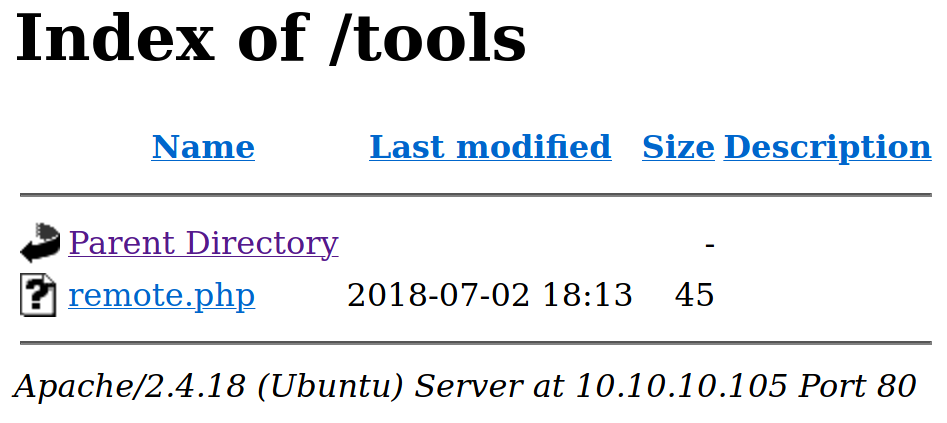 Index of /tools
Name Last modified Size Description
Parent Directory -
remote.php 2018-07-02 18:13 45
Apache/2.4.18 (Ubuntu) Server at 10.10.10.105 Port 80